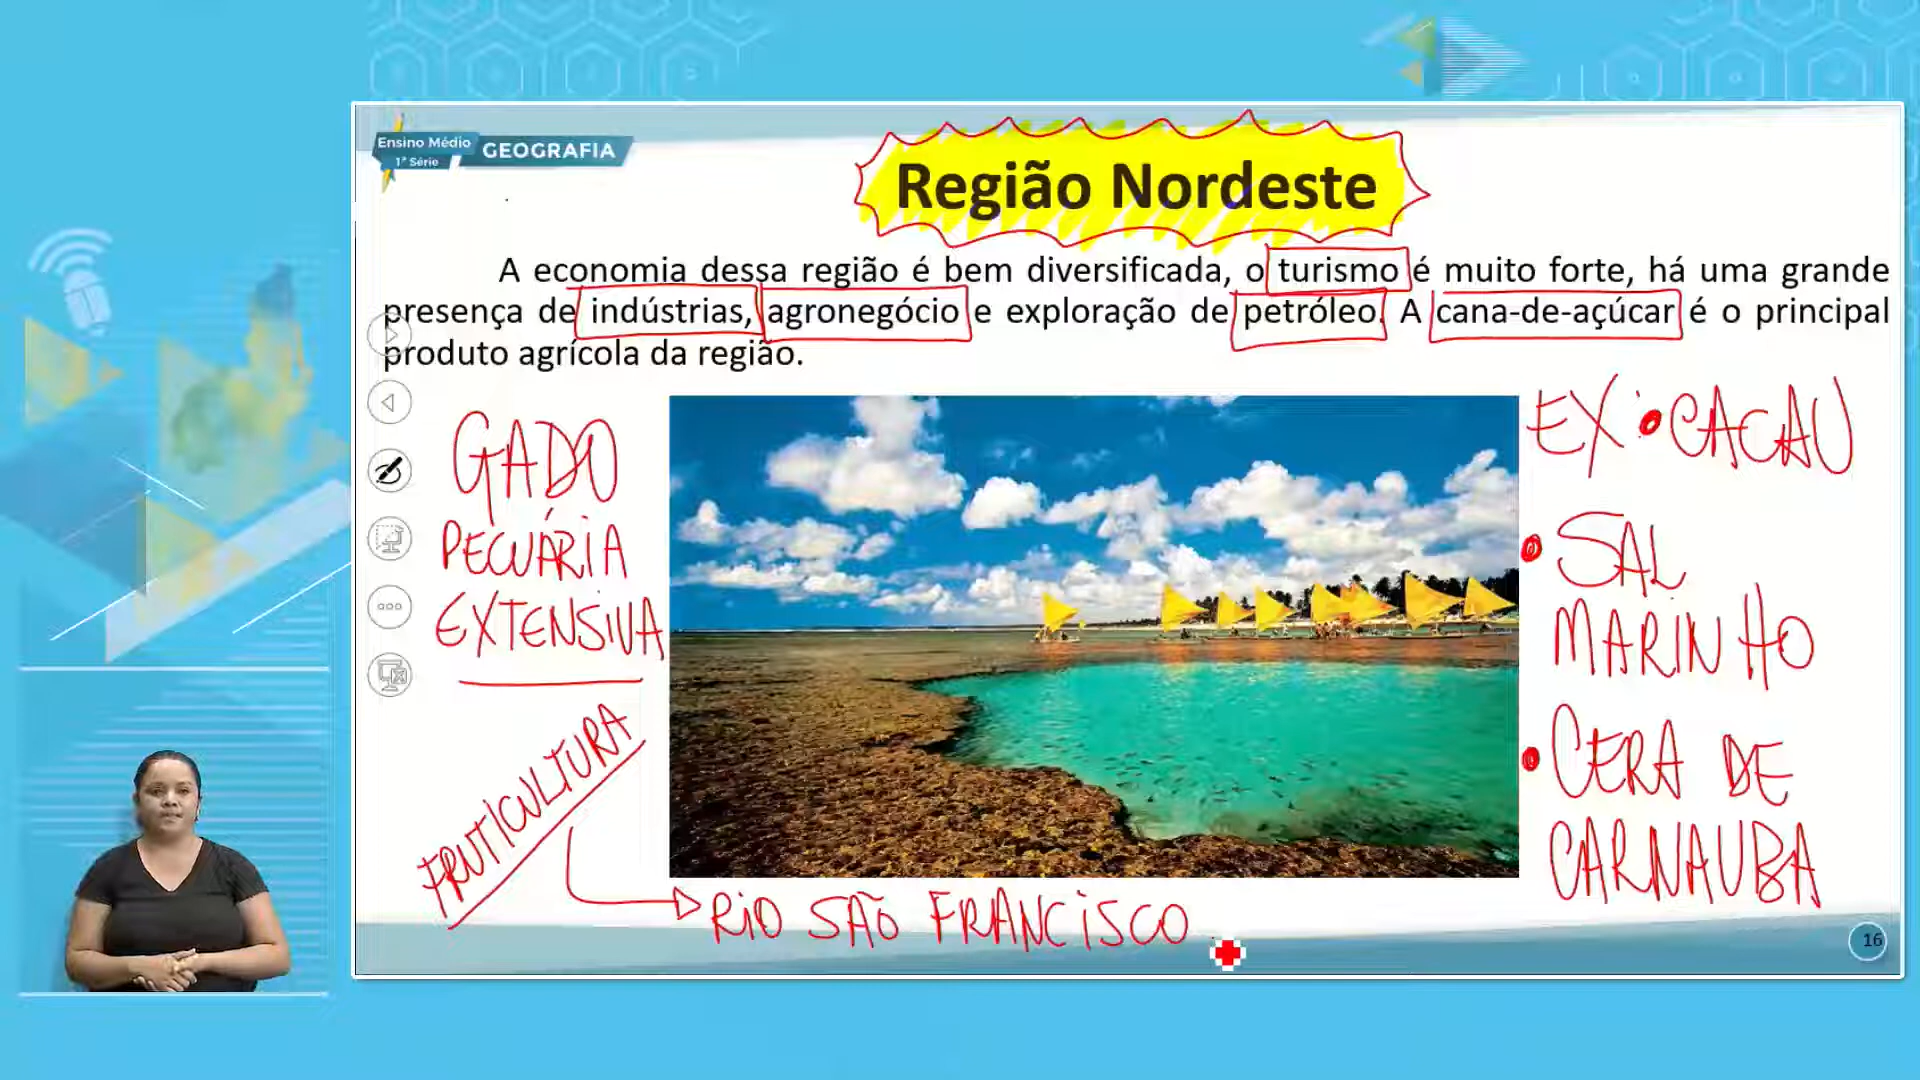 Ensino Médio
1ª Série
GEOGRAFIA
Região Nordeste
A economia dessa região é bem diversificada, o turismo é muito forte, há uma grande
presença de indústrias, agronegócio e exploração de petróleo. A cana-de-açúcar é o principal
produto agrícola da região.
GADO
PECUÁRIA
EXTENSIVA
FRUTICULTURA
RIO SÃO FRANCISCO
EX • CACAU
• SAL
MARINHO
• CERA DE
CARNAUBA
16